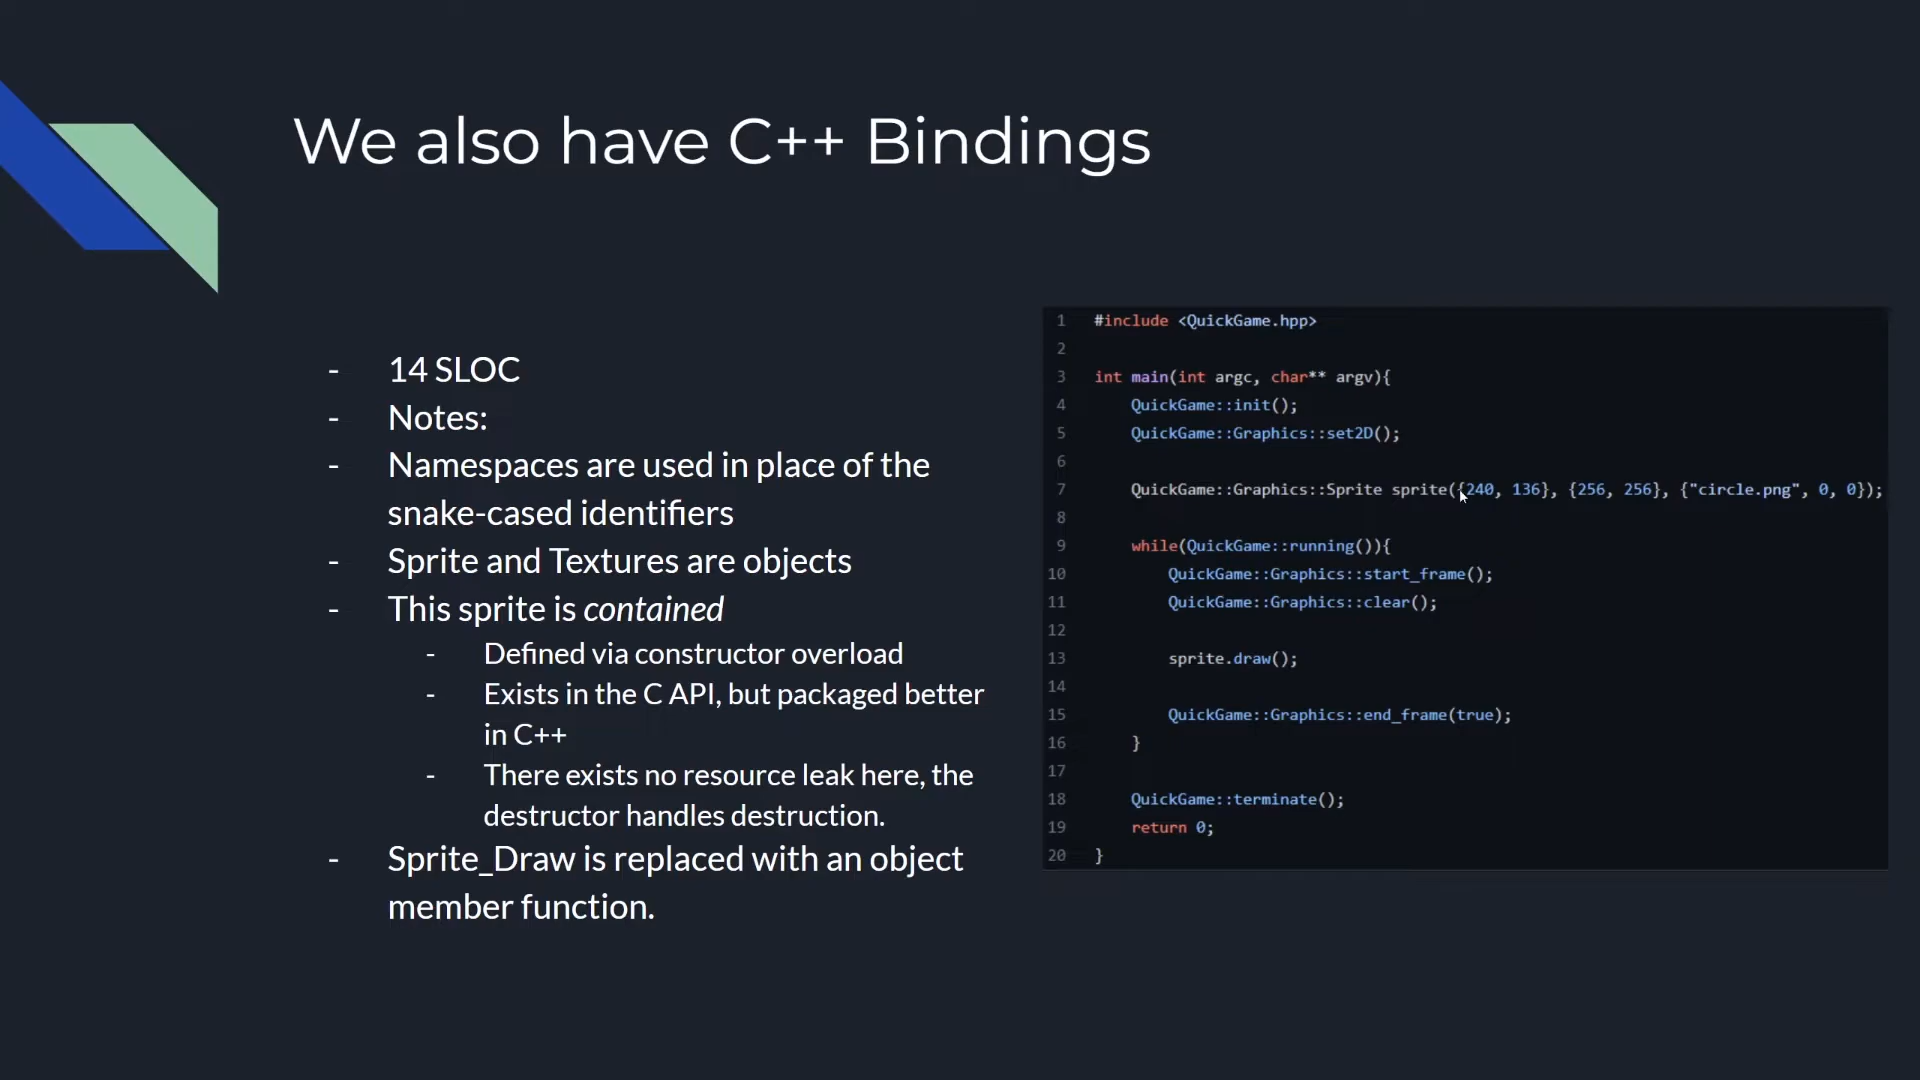 We also have C++ Bindings
- 14 SLOC
- Notes:
- Namespaces are used in place of the
snake-cased identifiers
- Sprite and Textures are objects
- This sprite is contained
- Defined via constructor overload
- Exists in the C API, but packaged better
in C++
- There exists no resource leak here, the
destructor handles destruction.
- Sprite_Draw is replaced with an object
member function.
1 #include <QuickGame.hpp>
2
3 int main(int argc, char** argv){
4 QuickGame::init();
5 QuickGame::Graphics::set2D();
6
7 QuickGame::Graphics::Sprite sprite({240, 136}, {256, 256}, {"circle.png", 0, 0});
8
9 while(QuickGame::running()){
10 QuickGame::Graphics::start_frame();
11 QuickGame::Graphics::clear();
12
13 sprite.draw();
14
15 QuickGame::Graphics::end_frame(true);
16 }
17
18 QuickGame::terminate();
19 return 0;
20 }